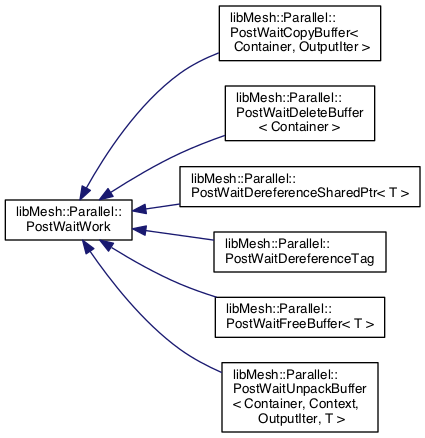 libMesh::Parallel::
PostWaitCopyBuffer<
Container, OutputIter >
libMesh::Parallel::
PostWaitDeleteBuffer
< Container >
libMesh::Parallel::
PostWaitDereferenceSharedPtr< T >
libMesh::Parallel::
PostWaitWork
libMesh::Parallel::
PostWaitDereferenceTag
libMesh::Parallel::
PostWaitFreeBuffer< T >
libMesh::Parallel::
PostWaitUnpackBuffer
< Container, Context,
OutputIter, T >